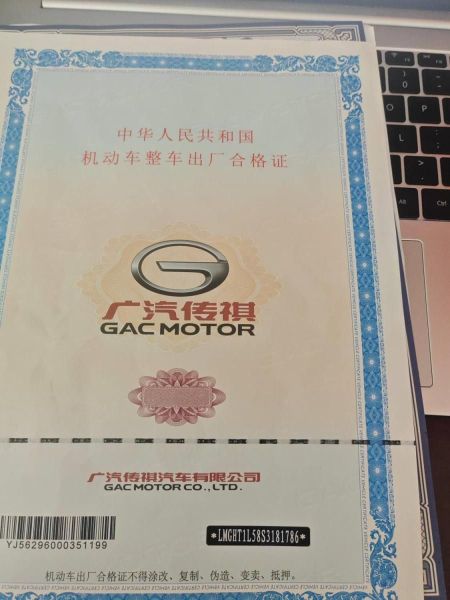 中华人民共和国
机动车整车出厂合格证
广汽传祺
GAC MOTOR
广汽传祺汽车有限公司
GAC MOTOR CO., LTD.
YJ56296000351199
*LMGHT1L58S3181786*
机动车出厂合格证不得涂改、复制、伪造、变卖、抵押。
Alt
Ctrl